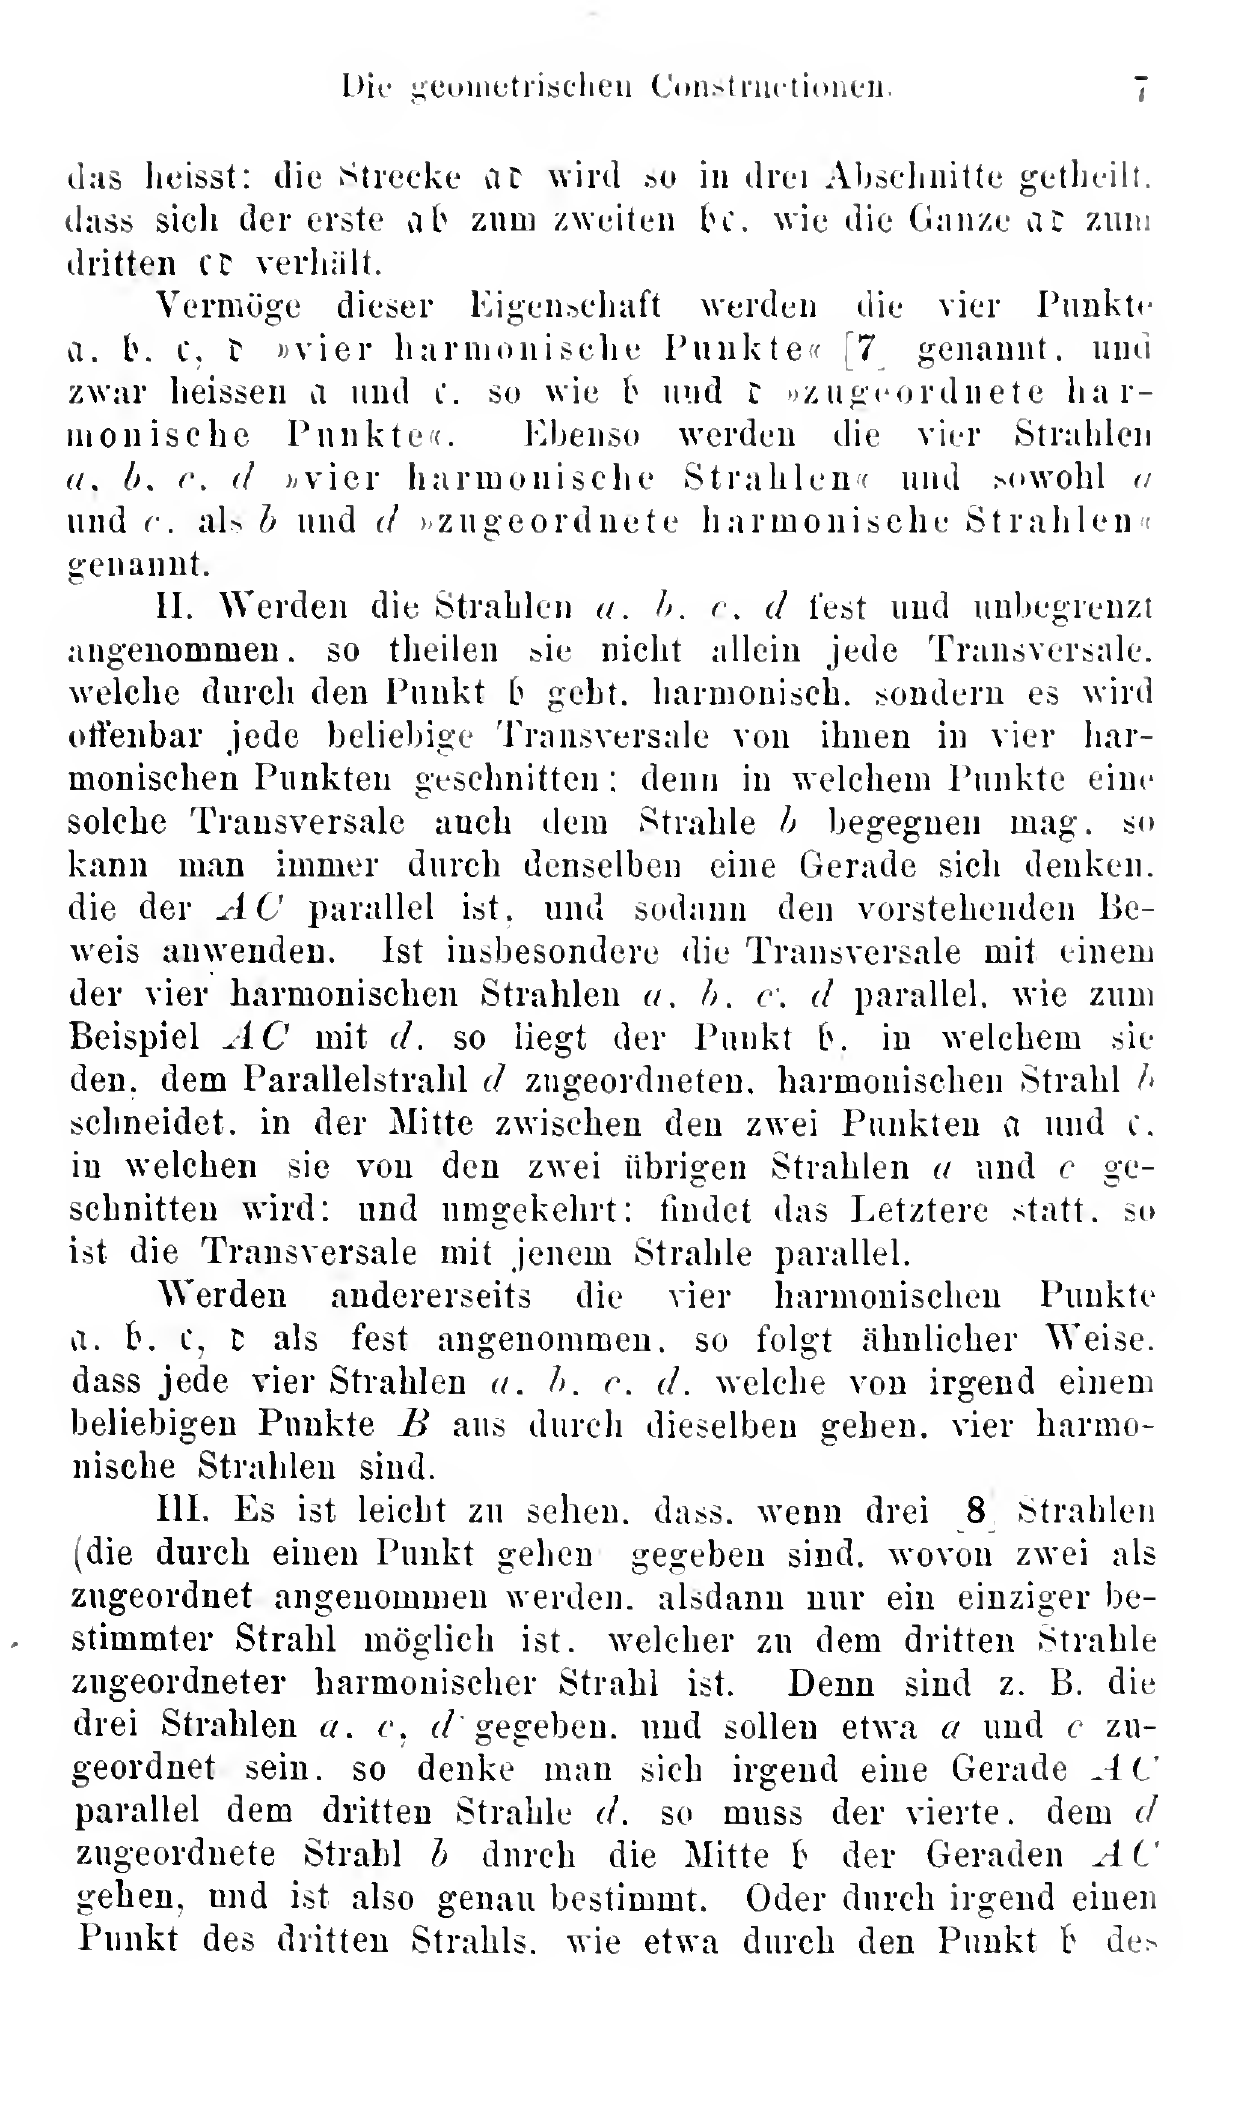 Die geometrischen Constructionen. 7
das heisst: die Strecke 𝔞𝔡 wird so in drei Abschnitte getheilt,
dass sich der erste 𝔞𝔟 zum zweiten 𝔟𝔠, wie die Ganze 𝔞𝔡 zum
dritten 𝔠𝔡 verhält.
Vermöge dieser Eigenschaft werden die vier Punkte
𝔞, 𝔟, 𝔠, 𝔡 »vier harmonische Punkte« [7] genannt, und
zwar heissen 𝔞 und 𝔠, so wie 𝔟 und 𝔡 »zugeordnete har-
monische Punkte«. Ebenso werden die vier Strahlen
a, b, c, d »vier harmonische Strahlen« und sowohl a
und c, als b und d »zugeordnete harmonische Strahlen«
genannt.
II. Werden die Strahlen a, b, c, d fest und unbegrenzt
angenommen, so theilen sie nicht allein jede Transversale,
welche durch den Punkt 𝔟 geht, harmonisch, sondern es wird
offenbar jede beliebige Transversale von ihnen in vier har-
monischen Punkten geschnitten; denn in welchem Punkte eine
solche Transversale auch dem Strahle b begegnen mag, so
kann man immer durch denselben eine Gerade sich denken,
die der AC parallel ist, und sodann den vorstehenden Be-
weis anwenden. Ist insbesondere die Transversale mit einem
der vier harmonischen Strahlen a, b, c, d parallel, wie zum
Beispiel AC mit d, so liegt der Punkt 𝔟, in welchem sie
den, dem Parallelstrahl d zugeordneten, harmonischen Strahl b
schneidet, in der Mitte zwischen den zwei Punkten 𝔞 und 𝔠,
in welchen sie von den zwei übrigen Strahlen a und c ge-
schnitten wird; und umgekehrt: findet das Letztere statt, so
ist die Transversale mit jenem Strahle parallel.
Werden andererseits die vier harmonischen Punkte
𝔞, 𝔟, 𝔠, 𝔡 als fest angenommen, so folgt ähnlicher Weise,
dass jede vier Strahlen a, b, c, d, welche von irgend einem
beliebigen Punkte B aus durch dieselben gehen, vier harmo-
nische Strahlen sind.
III. Es ist leicht zu sehen, dass, wenn drei [8] Strahlen
(die durch einen Punkt gehen) gegeben sind, wovon zwei als
zugeordnet angenommen werden, alsdann nur ein einziger be-
stimmter Strahl möglich ist, welcher zu dem dritten Strahle
zugeordneter harmonischer Strahl ist. Denn sind z. B. die
drei Strahlen a, c, d gegeben, und sollen etwa a und c zu-
geordnet sein, so denke man sich irgend eine Gerade AC
parallel dem dritten Strahle d, so muss der vierte, dem d
zugeordnete Strahl b durch die Mitte 𝔟 der Geraden AC
gehen, und ist also genau bestimmt. Oder durch irgend einen
Punkt des dritten Strahls, wie etwa durch den Punkt 𝔟 des